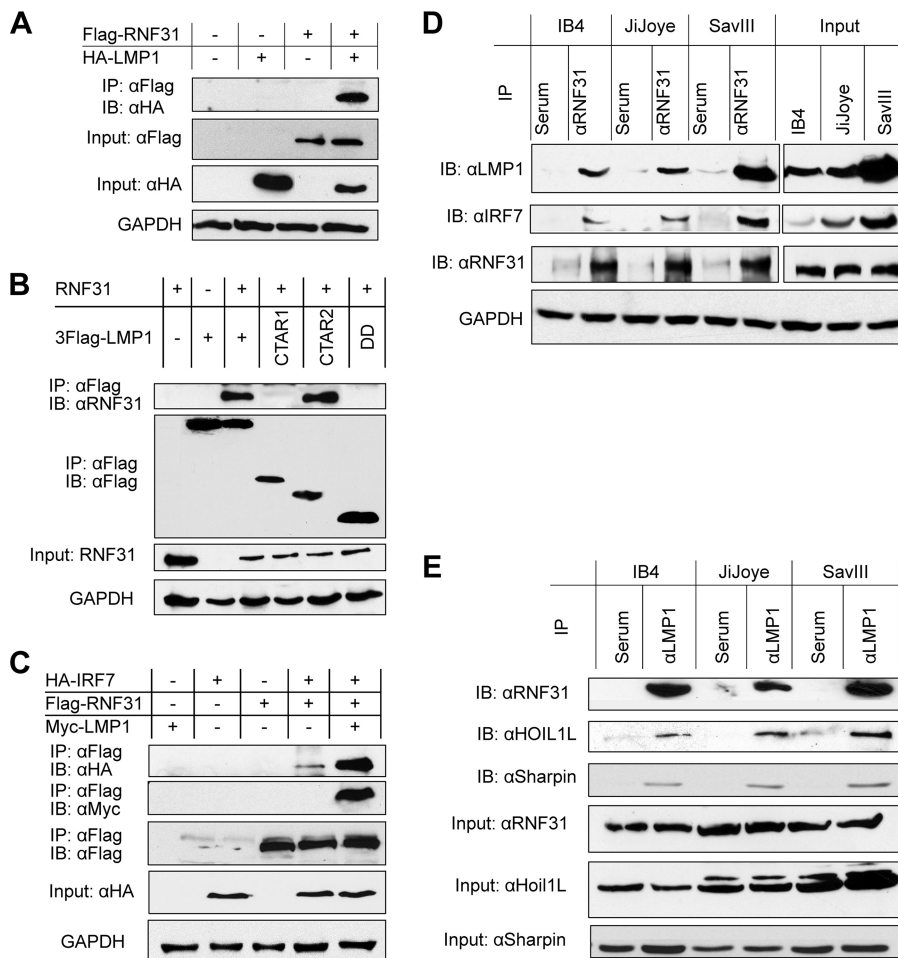 A
Flag-RNF31 - - + +
HA-LMP1 - + - +
IP: αFlag
IB: αHA
Input: αFlag
Input: αHA
GAPDH
B
RNF31 + - + + + +
3Flag-LMP1 - + + CTAR1 CTAR2 DD
IP: αFlag
IB: αRNF31
IP: αFlag
IB: αFlag
Input: RNF31
GAPDH
C
HA-IRF7 - + - + +
Flag-RNF31 - - + + +
Myc-LMP1 + - - - +
IP: αFlag
IB: αHA
IP: αFlag
IB: αMyc
IP: αFlag
IB: αFlag
Input: αHA
GAPDH
D
IB4 JiJoye SavIII Input
IP Serum αRNF31 Serum αRNF31 Serum αRNF31 IB4 JiJoye SavIII
IB: αLMP1
IB: αIRF7
IB: αRNF31
GAPDH
E
IB4 JiJoye SavIII
IP Serum αLMP1 Serum αLMP1 Serum αLMP1
IB: αRNF31
IB: αHOIL1L
IB: αSharpin
Input: αRNF31
Input: αHoil1L
Input: αSharpin